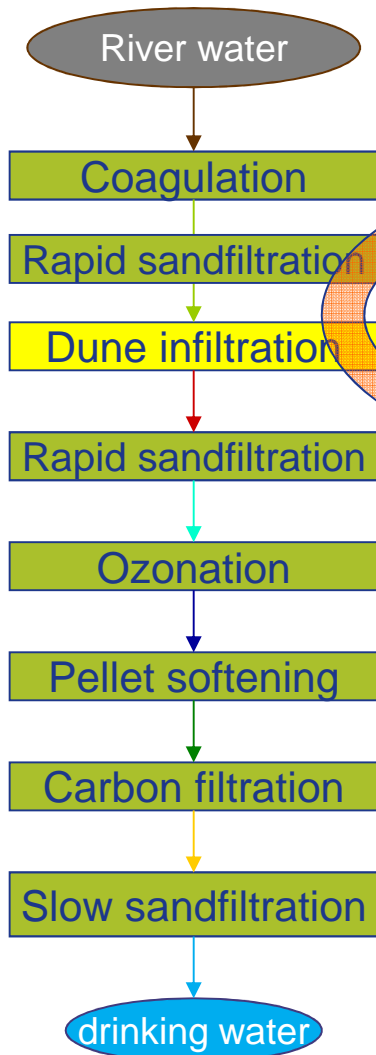 River water
Coagulation
Rapid sandfiltration
Dune infiltration
Rapid sandfiltration
Ozonation
Pellet softening
Carbon filtration
Slow sandfiltration
drinking water